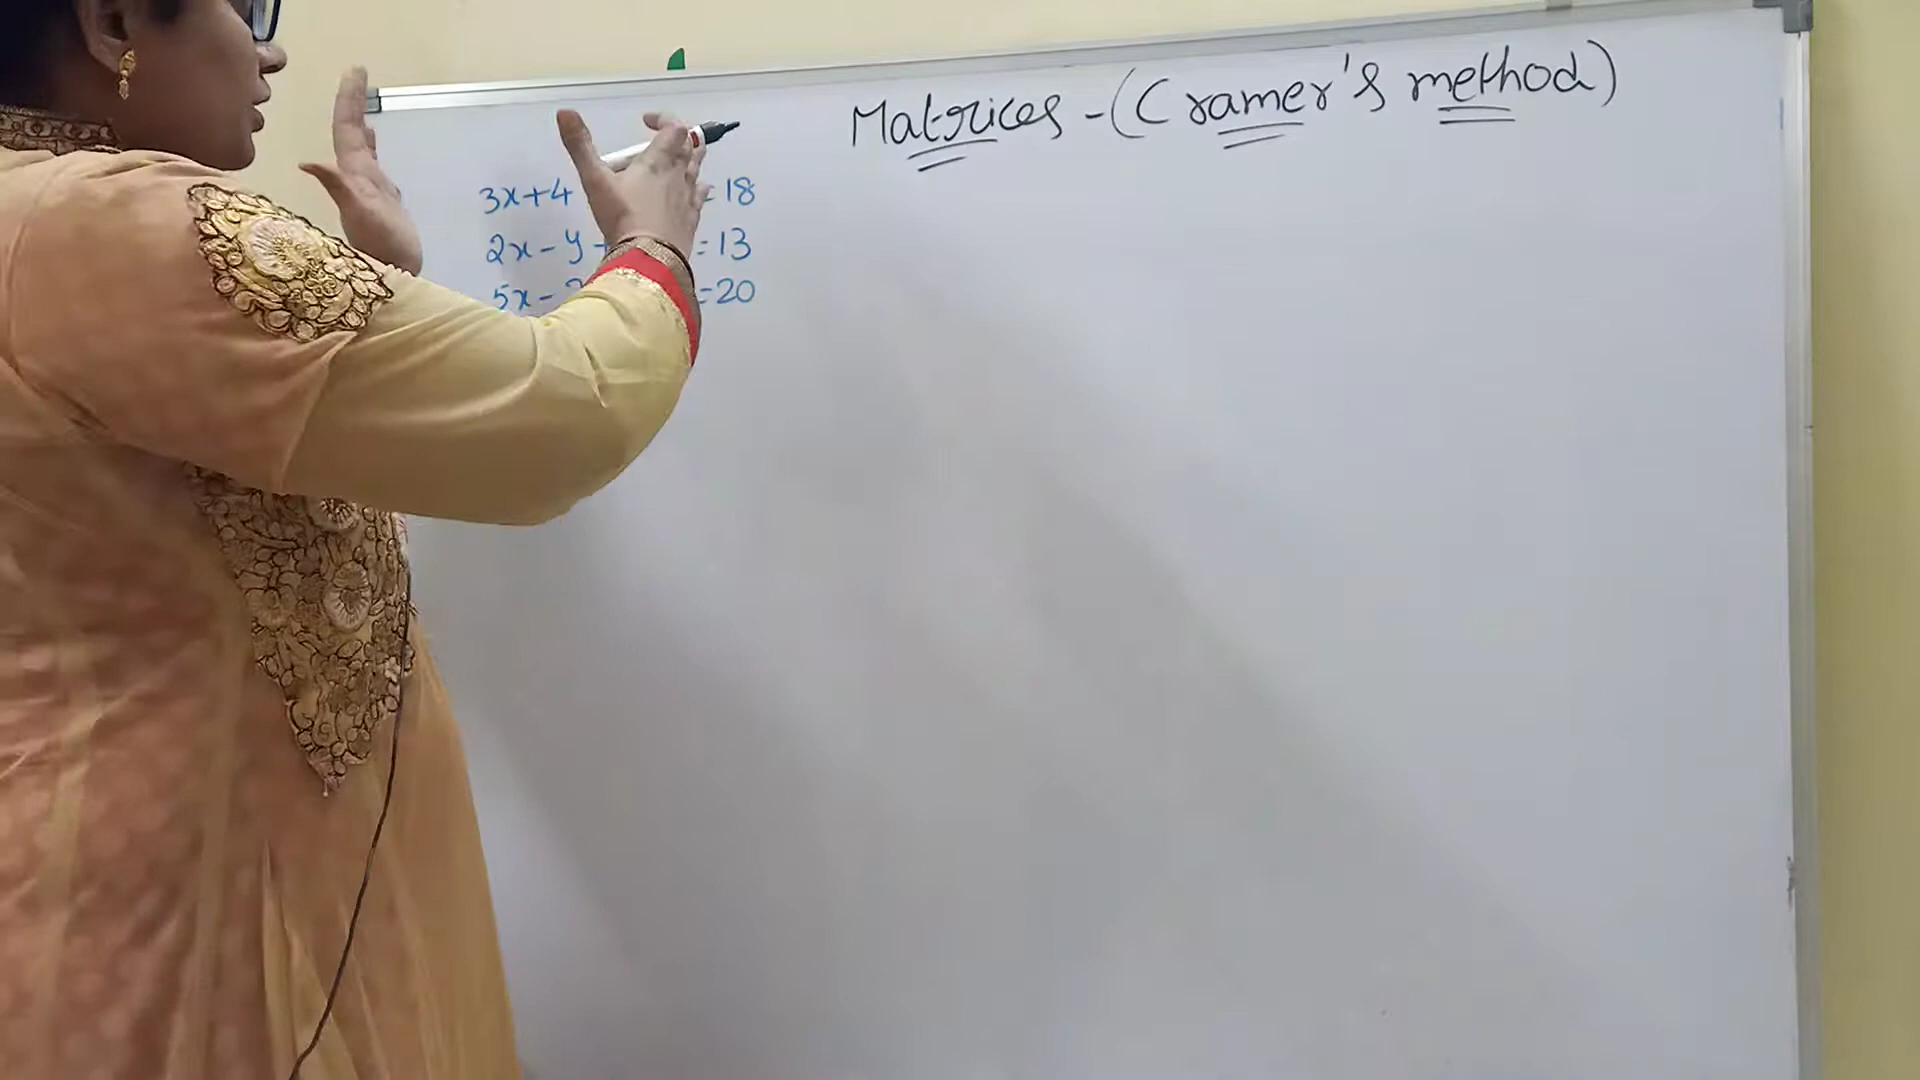 Matrices - (Cramer's method)
3x+4 = 18
2x - y + = 13
5x - = 20